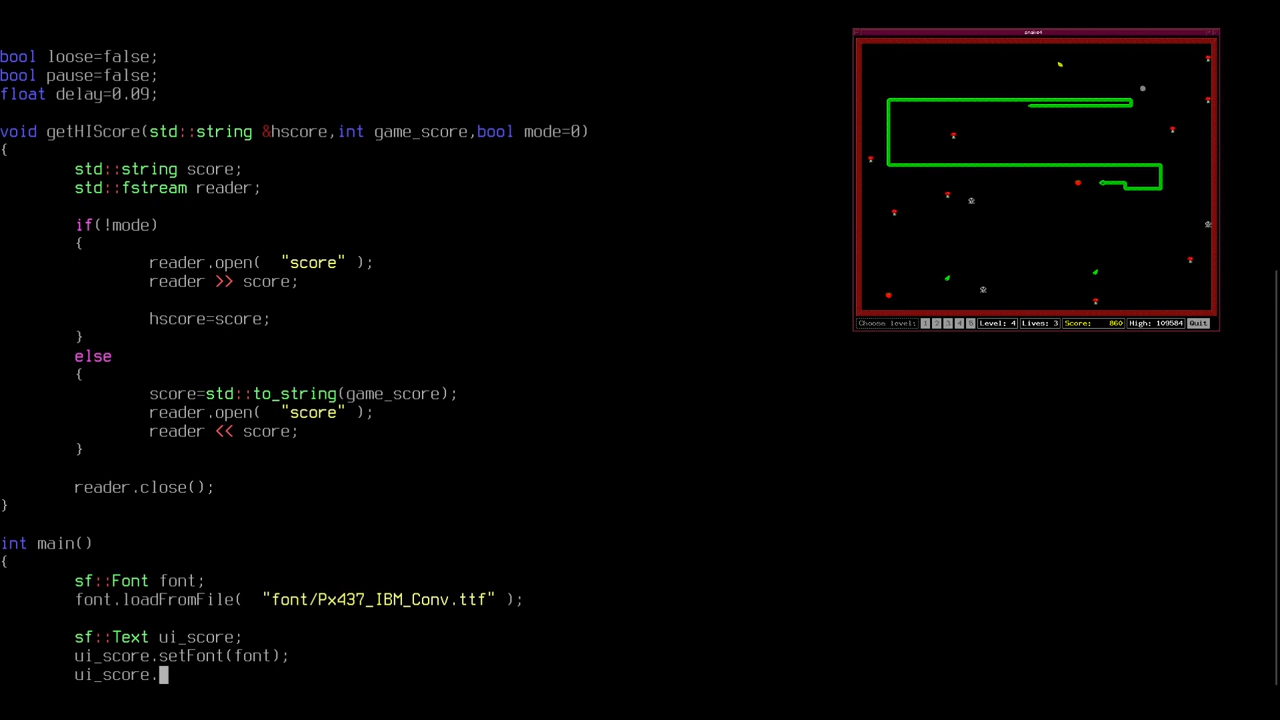 bool loose=false;
bool pause=false;
float delay=0.09;
void getHIScore(std::string &hscore,int game_score,bool mode=0)
{
std::string score;
std::fstream reader;
if(!mode)
{
reader.open(  "score" );
reader >> score;
hscore=score;
}
else
{
score=std::to_string(game_score);
reader.open(  "score" );
reader << score;
}
reader.close();
}
int main()
{
sf::Font font;
font.loadFromFile(  "font/Px437_IBM_Conv.ttf" );
sf::Text ui_score;
ui_score.setFont(font);
ui_score.
snake4
Choose level: 1 2 3 4 5 Level: 4 Lives: 3 Score: 860 High: 109584 Quit